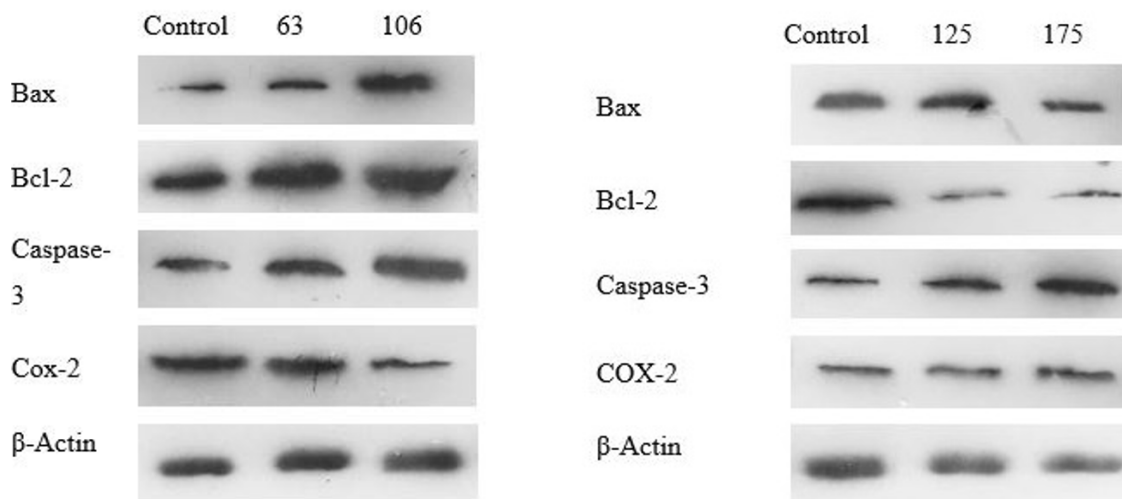 Control 63 106
Bax
Bcl-2
Caspase-
3
Cox-2
β-Actin
Control 125 175
Bax
Bcl-2
Caspase-3
COX-2
β-Actin